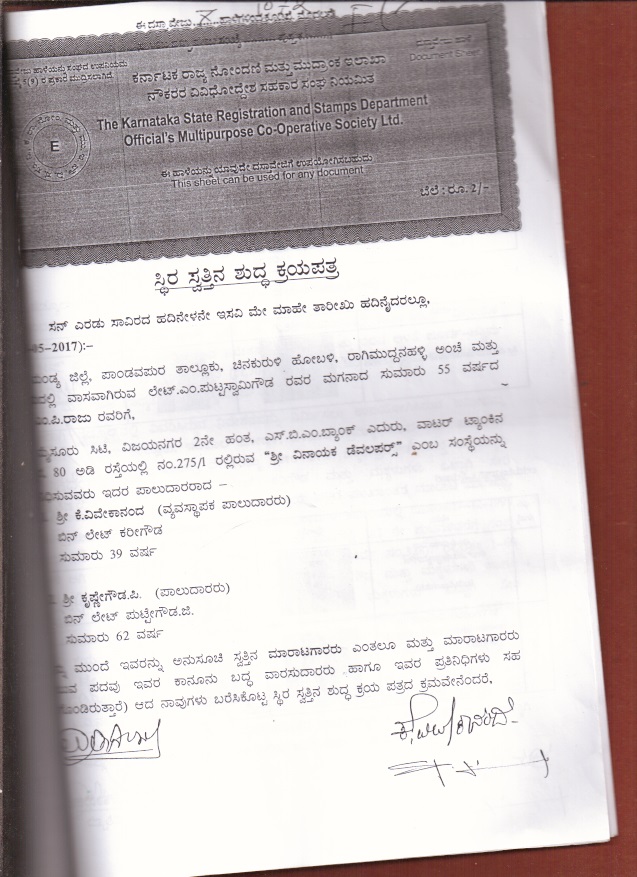 ಕರ್ನಾಟಕ ರಾಜ್ಯ ನೋಂದಣಿ ಮತ್ತು ಮುದ್ರಾಂಕ ಇಲಾಖಾ
Document Sheet
ನೌಕರರ ವಿವಿಧೋದ್ದೇಶ ಸಹಕಾರ ಸಂಘ ನಿಯಮಿತ
The Karnataka State Registration and Stamps Department
Official's Multipurpose Co-Operative Society Ltd.
E
ಈ ಹಾಳೆಯನ್ನು ಯಾವುದೇ ದಸ್ತಾವೇಜಿಗೆ ಉಪಯೋಗಿಸಬಹುದು
This sheet can be used for any document
ಬೆಲೆ : ರೂ. 2/-
ಸ್ಥಿರ ಸ್ವತ್ತಿನ ಶುದ್ಧ ಕ್ರಯಪತ್ರ
ಸನ್ ಎರಡು ಸಾವಿರದ ಹದಿನೇಳನೇ ಇಸವಿ ಮೇ ಮಾಹೇ ತಾರೀಖು ಹದಿನೈದರಲ್ಲೂ,
05-2017):-
ಜಿಲ್ಲೆ, ಪಾಂಡವಪುರ ತಾಲ್ಲೂಕು, ಚಿನಕುರುಳಿ ಹೋಬಳಿ, ರಾಗಿಮುದ್ದನಹಳ್ಳಿ ಅಂಚೆ ಮತ್ತು
ವಾಸವಾಗಿರುವ ಲೇಟ್.ಎಂ.ಪುಟ್ಟಸ್ವಾಮಿಗೌಡ ರವರ ಮಗನಾದ ಸುಮಾರು 55 ವರ್ಷದ
ಎಂ.ಪಿ.ರಾಜು ರವರಿಗೆ,
ಸಿಟಿ, ವಿಜಯನಗರ 2ನೇ ಹಂತ, ಎಸ್.ಬಿ.ಎಂ.ಬ್ಯಾಂಕ್ ಎದುರು, ವಾಟರ್ ಟ್ಯಾಂಕಿನ
80 ಅಡಿ ರಸ್ತೆಯಲ್ಲಿ ನಂ.275/1 ರಲ್ಲಿರುವ "ಶ್ರೀ ವಿನಾಯಕ ಡೆವಲಪರ್ಸ್" ಎಂಬ ಸಂಸ್ಥೆಯನ್ನು
ಇದರ ಪಾಲುದಾರರಾದ –
ಶ್ರೀ ಕೆ.ವಿವೇಕಾನಂದ (ವ್ಯವಸ್ಥಾಪಕ ಪಾಲುದಾರರು)
ಬಿನ್ ಲೇಟ್ ಕರೀಗೌಡ
ಸುಮಾರು 39 ವರ್ಷ
ಶ್ರೀ ಕೃಷ್ಣೇಗೌಡ.ಪಿ. (ಪಾಲುದಾರರು)
ಬಿನ್ ಲೇಟ್ ಪುಟ್ಟೇಗೌಡ.ಜಿ.
ಸುಮಾರು 62 ವರ್ಷ
ಮುಂದೆ ಇವರನ್ನು ಅನುಸೂಚಿ ಸ್ವತ್ತಿನ ಮಾರಾಟಗಾರರು ಎಂತಲೂ ಮತ್ತು ಮಾರಾಟಗಾರರು
ಪದವು ಇವರ ಕಾನೂನು ಬದ್ಧ ವಾರಸುದಾರರು ಹಾಗೂ ಇವರ ಪ್ರತಿನಿಧಿಗಳು ಸಹ
ಆದ ನಾವುಗಳು ಬರೆಸಿಕೊಟ್ಟ ಸ್ಥಿರ ಸ್ವತ್ತಿನ ಶುದ್ಧ ಕ್ರಯ ಪತ್ರದ ಕ್ರಮವೇನೆಂದರೆ,